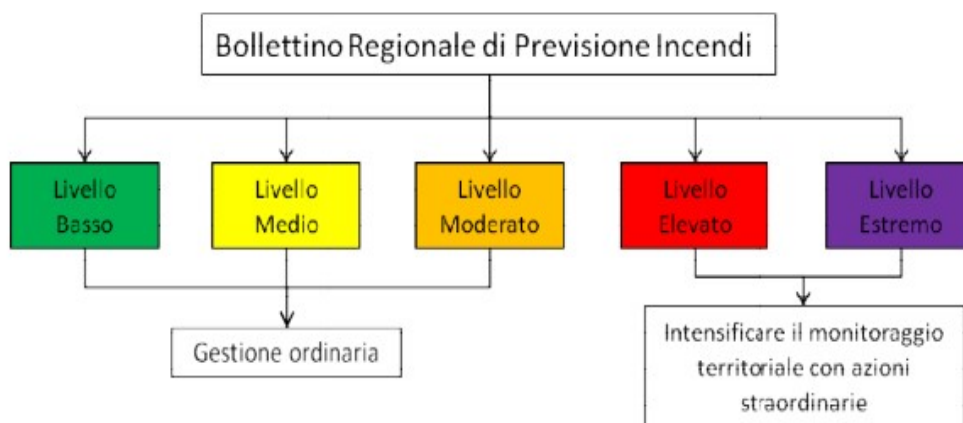 Bollettino Regionale di Previsione Incendi
Livello
Basso
Livello
Medio
Livello
Moderato
Livello
Elevato
Livello
Estremo
Gestione ordinaria
Intensificare il monitoraggio
territoriale con azioni
straordinarie